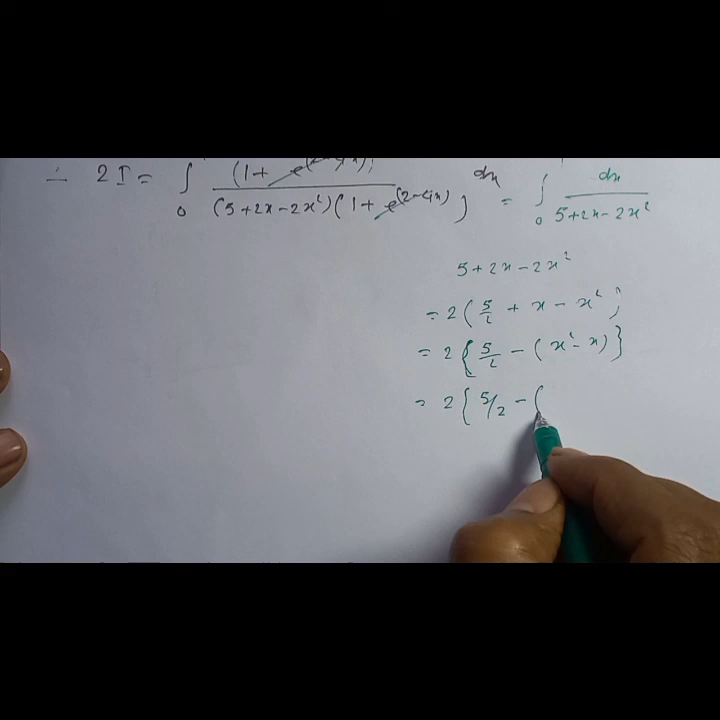 ∴ 2I = ∫₀ (1 + e^(2-4x)) / (5+2x-2x²)(1+e^(2-4x)) dx = ∫₀¹ dx / 5+2x-2x²
5+2x-2x²
= 2(5/2 + x - x²)
= 2{5/2 - (x²-x)}
= 2{5/2 - (